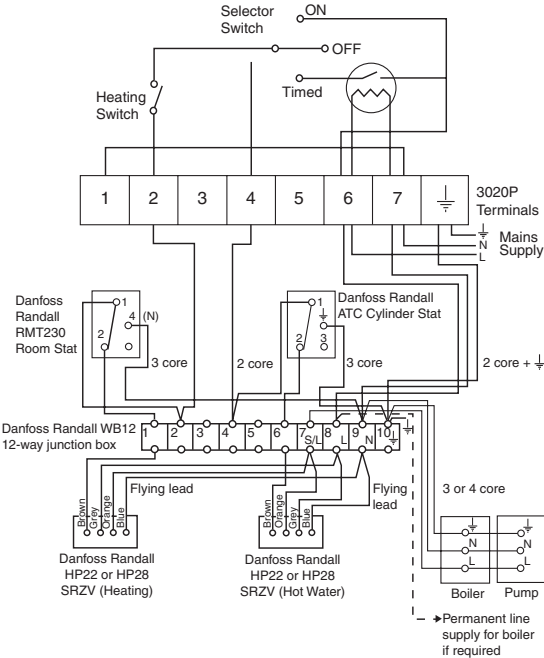 Selector
Switch
ON
OFF
Heating
Switch
Timed
1 2 3 4 5 6 7
3020P
Terminals
Mains
Supply
N
L
Danfoss
Randall
RMT230
Room Stat
1
2
4 (N)
Danfoss Randall
ATC Cylinder Stat
1
2
3
3 core
2 core
3 core
2 core +
Danfoss Randall WB12
12-way junction box
1 2 3 4 5 6 7 8 9 10
S/L L N
Flying lead
Flying
lead
3 or 4 core
Brown
Grey
Orange
Blue
Brown
Orange
Grey
Blue
Danfoss Randall
HP22 or HP28
SRZV (Heating)
Danfoss Randall
HP22 or HP28
SRZV (Hot Water)
N
L
N
L
Boiler
Pump
Permanent line
supply for boiler
if required